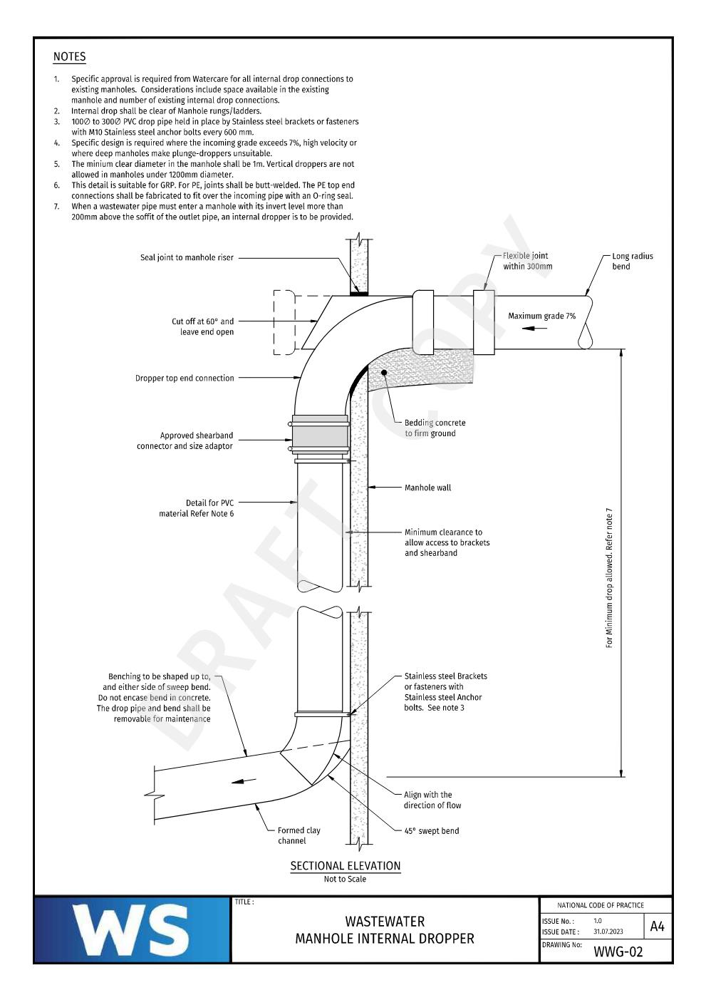 NOTES
1. Specific approval is required from Watercare for all internal drop connections to
existing manholes. Considerations include space available in the existing
manhole and number of existing internal drop connections.
2. Internal drop shall be clear of Manhole rungs/ladders.
3. 100∅ to 300∅ PVC drop pipe held in place by Stainless steel brackets or fasteners
with M10 Stainless steel anchor bolts every 600 mm.
4. Specific design is required where the incoming grade exceeds 7%, high velocity or
where deep manholes make plunge-droppers unsuitable.
5. The minium clear diameter in the manhole shall be 1m. Vertical droppers are not
allowed in manholes under 1200mm diameter.
6. This detail is suitable for GRP. For PE, joints shall be butt-welded. The PE top end
connections shall be fabricated to fit over the incoming pipe with an O-ring seal.
7. When a wastewater pipe must enter a manhole with its invert level more than
200mm above the soffit of the outlet pipe, an internal dropper is to be provided.
Seal joint to manhole riser
Flexible joint
within 300mm
Long radius
bend
Maximum grade 7%
Cut off at 60° and
leave end open
Dropper top end connection
Bedding concrete
to firm ground
Approved shearband
connector and size adaptor
Manhole wall
Detail for PVC
material Refer Note 6
Minimum clearance to
allow access to brackets
and shearband
For Minimum drop allowed. Refer note 7
Benching to be shaped up to,
and either side of sweep bend.
Do not encase bend in concrete.
The drop pipe and bend shall be
removable for maintenance
Stainless steel Brackets
or fasteners with
Stainless steel Anchor
bolts. See note 3
Align with the
direction of flow
45° swept bend
Formed clay
channel
SECTIONAL ELEVATION
Not to Scale
DRAFT COPY
WS
TITLE :
WASTEWATER
MANHOLE INTERNAL DROPPER
NATIONAL CODE OF PRACTICE
ISSUE No. : 1.0
ISSUE DATE : 31.07.2023
A4
DRAWING No: WWG-02